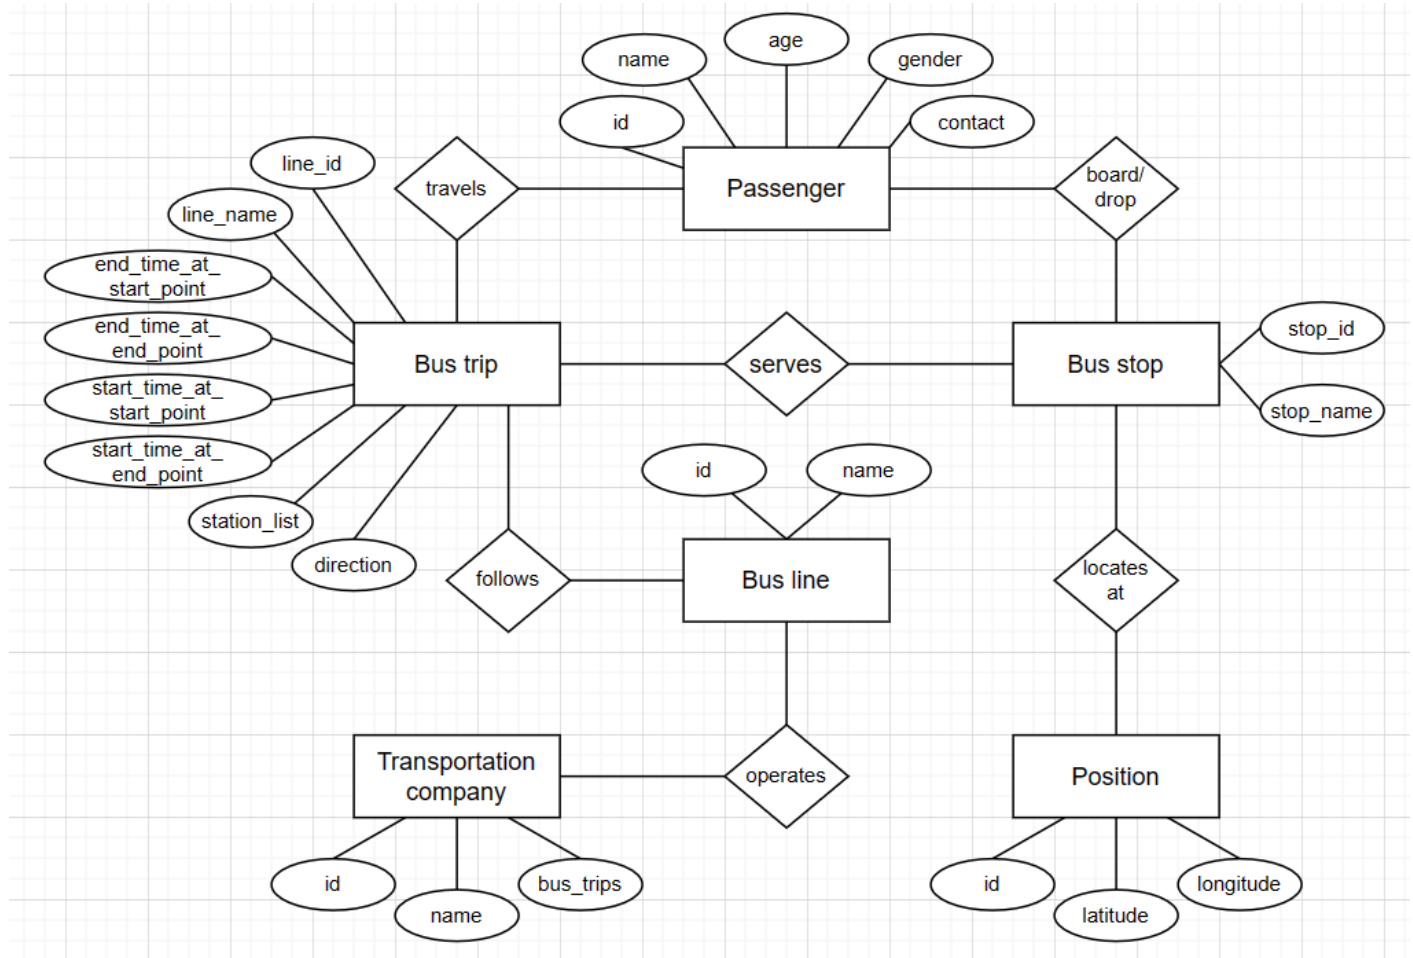 age
name
gender
id
contact
line_id
board/
drop
travels
Passenger
line_name
end_time_at_
start_point
end_time_at_
end_point
stop_id
Bus trip
serves
Bus stop
start_time_at_
start_point
stop_name
start_time_at_
end_point
id
name
station_list
direction
follows
Bus line
locates
at
Transportation
company
operates
Position
id
name
bus_trips
id
latitude
longitude